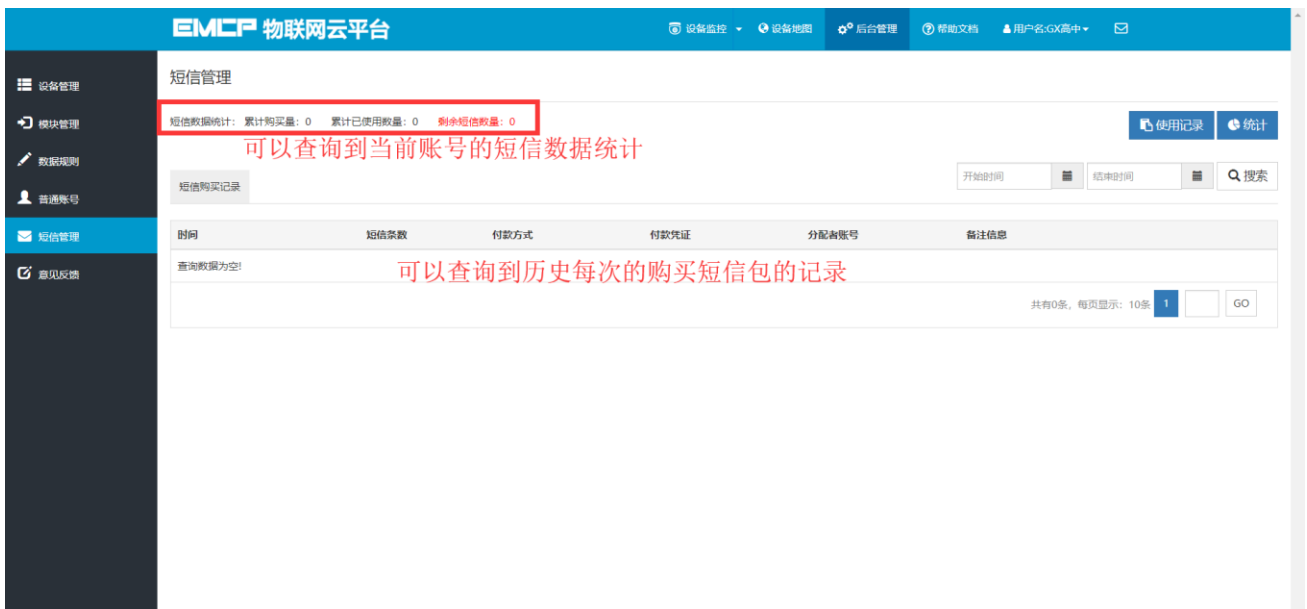 EMCP 物联网云平台
设备监控 设备地图 后台管理 帮助文档 用户名:GX高中
设备管理
模块管理
数据规则
普通账号
短信管理
意见反馈
短信管理
短信数据统计： 累计购买量：0 累计已使用数量：0 剩余短信数量：0
使用记录 统计
可以查询到当前账号的短信数据统计
短信购买记录
开始时间 结束时间 搜索
时间 短信条数 付款方式 付款凭证 分配者账号 备注信息
查询数据为空!
可以查询到历史每次的购买短信包的记录
共有0条，每页显示：10条 1 GO